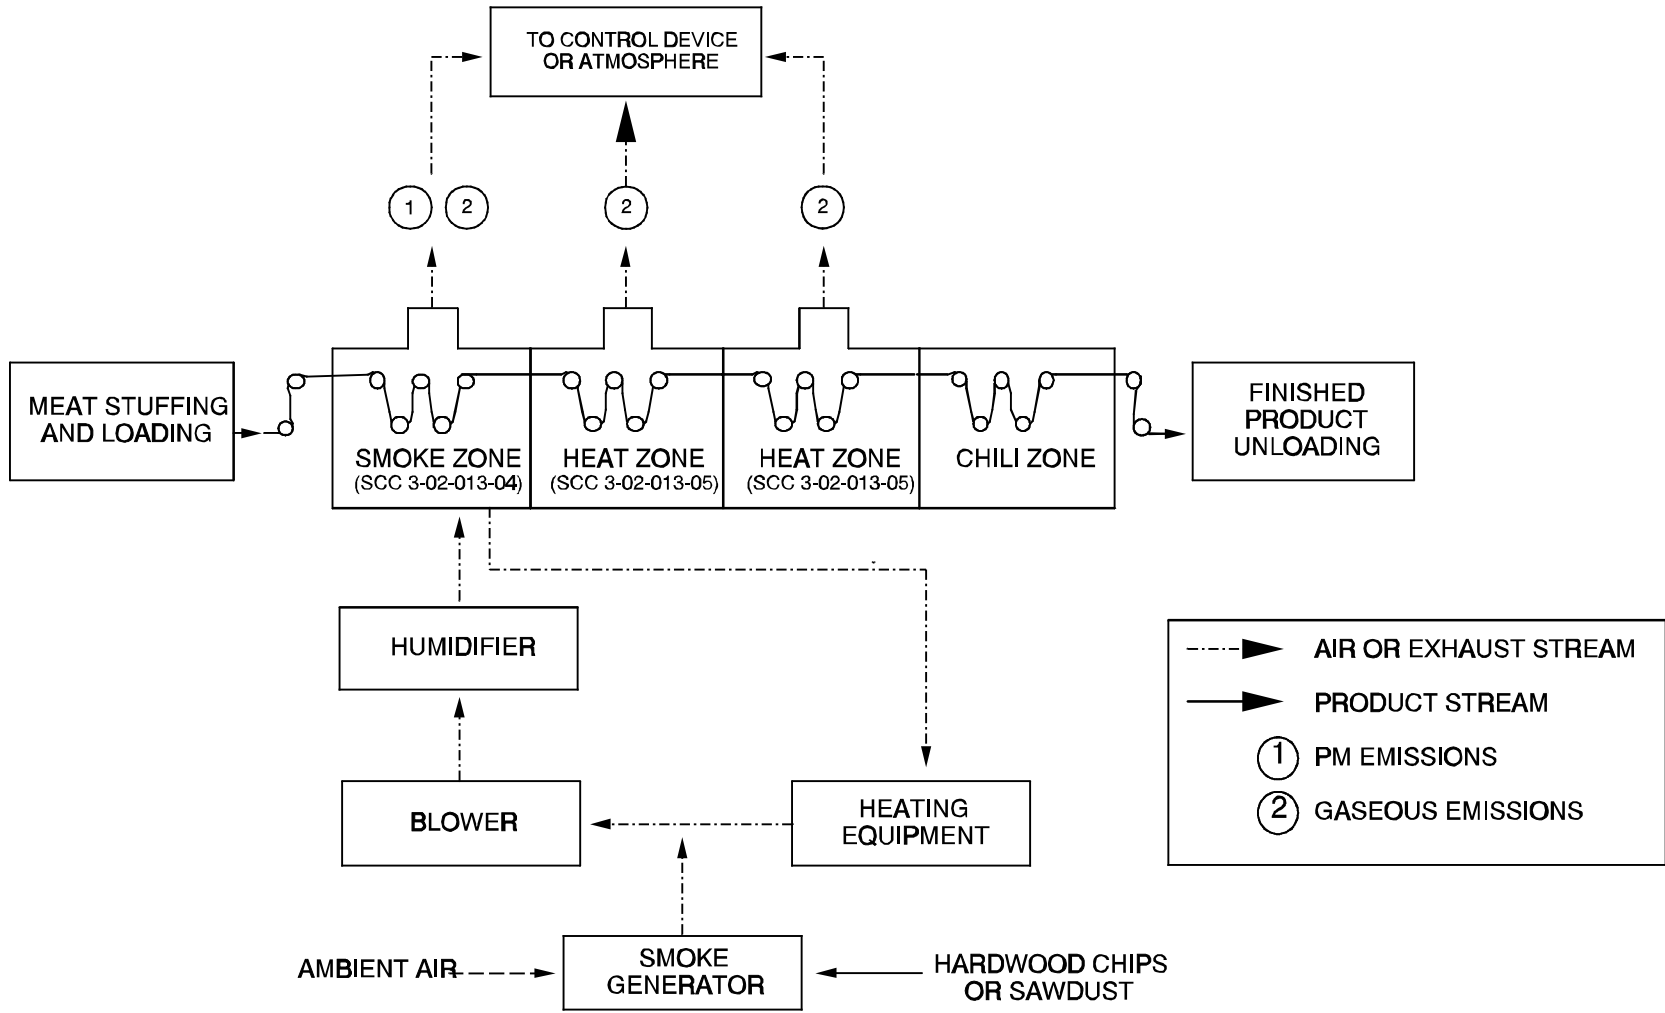 TO CONTROL DEVICE
OR ATMOSPHERE
1
2
2
2
MEAT STUFFING
AND LOADING
SMOKE ZONE
(SCC 3-02-013-04)
HEAT ZONE
(SCC 3-02-013-05)
HEAT ZONE
(SCC 3-02-013-05)
CHILI ZONE
FINISHED
PRODUCT
UNLOADING
HUMIDIFIER
BLOWER
HEATING
EQUIPMENT
AMBIENT AIR
SMOKE
GENERATOR
HARDWOOD CHIPS
OR SAWDUST
AIR OR EXHAUST STREAM
PRODUCT STREAM
1 PM EMISSIONS
2 GASEOUS EMISSIONS